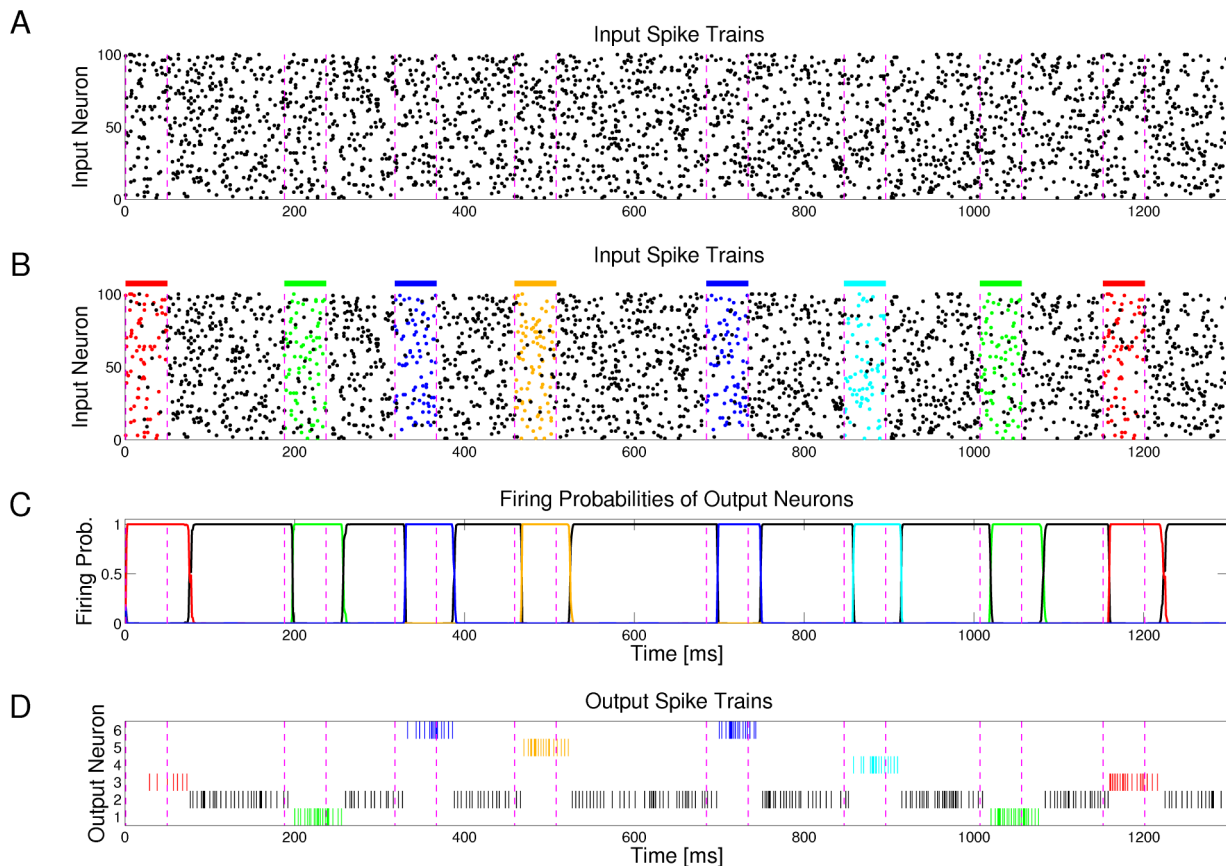 A
Input Spike Trains
Input Neuron
100
50
0
0 200 400 600 800 1000 1200
B
Input Spike Trains
Input Neuron
100
50
0
0 200 400 600 800 1000 1200
C
Firing Probabilities of Output Neurons
Firing Prob.
1
0.5
0
0 200 400 600 800 1000 1200
Time [ms]
D
Output Spike Trains
Output Neuron
6
5
4
3
2
1
0 200 400 600 800 1000 1200
Time [ms]